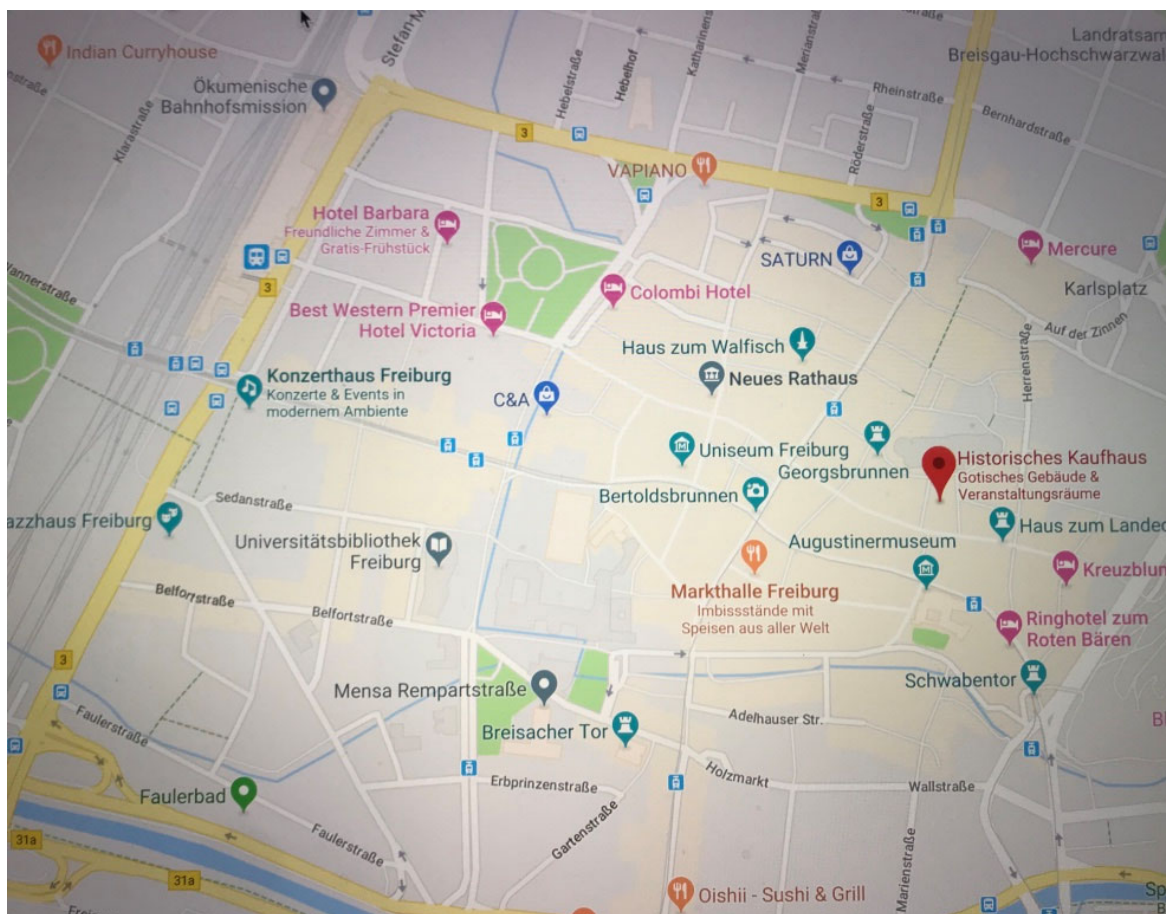 Indian Curryhouse
Ökumenische
Bahnhofsmission
Klarastraße
Hebelstraße
Hebelhof
Landratsam
Breisgau-Hochschwarzwal
Rheinstraße
Bernhardstraße
Röderstraße
3
VAPIANO
3
Hotel Barbara
Freundliche Zimmer &
Gratis-Frühstück
SATURN
Mercure
Karlsplatz
Auf der Zinnen
Herrenstraße
3
Colombi Hotel
Best Western Premier
Hotel Victoria
Haus zum Walfisch
Neues Rathaus
Konzerthaus Freiburg
Konzerte & Events in
modernem Ambiente
C&A
Uniseum Freiburg
Georgsbrunnen
Historisches Kaufhaus
Gotisches Gebäude &
Veranstaltungsräume
Bertoldsbrunnen
Sedanstraße
azzhaus Freiburg
Universitätsbibliothek
Freiburg
Augustinermuseum
Haus zum Landec
Kreuzblun
Markthalle Freiburg
Imbissstände mit
Speisen aus aller Welt
Ringhotel zum
Roten Bären
Belfortstraße
Belfortstraße
3
Mensa Rempartstraße
Schwabentor
Faulerstraße
Breisacher Tor
Adelhauser Str.
Holzmarkt
Erbprinzenstraße
Wallstraße
Faulerbad
Faulerstraße
Gartenstraße
Marienstraße
31a
31a
Oishii - Sushi & Grill